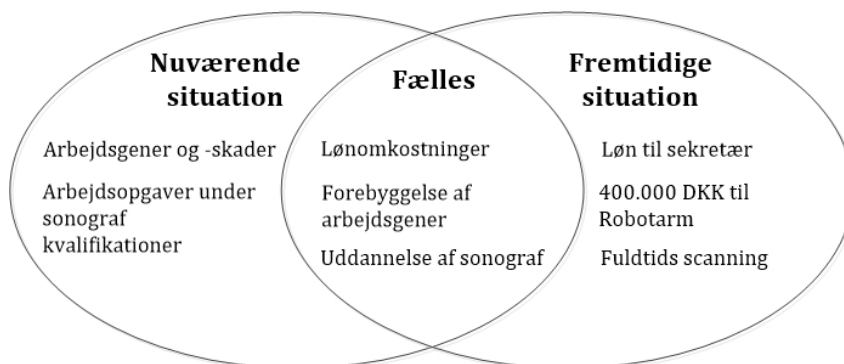 Nuværende
situation
Arbejdsgener og -skader
Arbejdsopgaver under
sonograf
kvalifikationer
Fælles
Lønomkostninger
Forebyggelse af
arbejdsgener
Uddannelse af sonograf
Fremtidige
situation
Løn til sekretær
400.000 DKK til
Robotarm
Fuldtids scanning